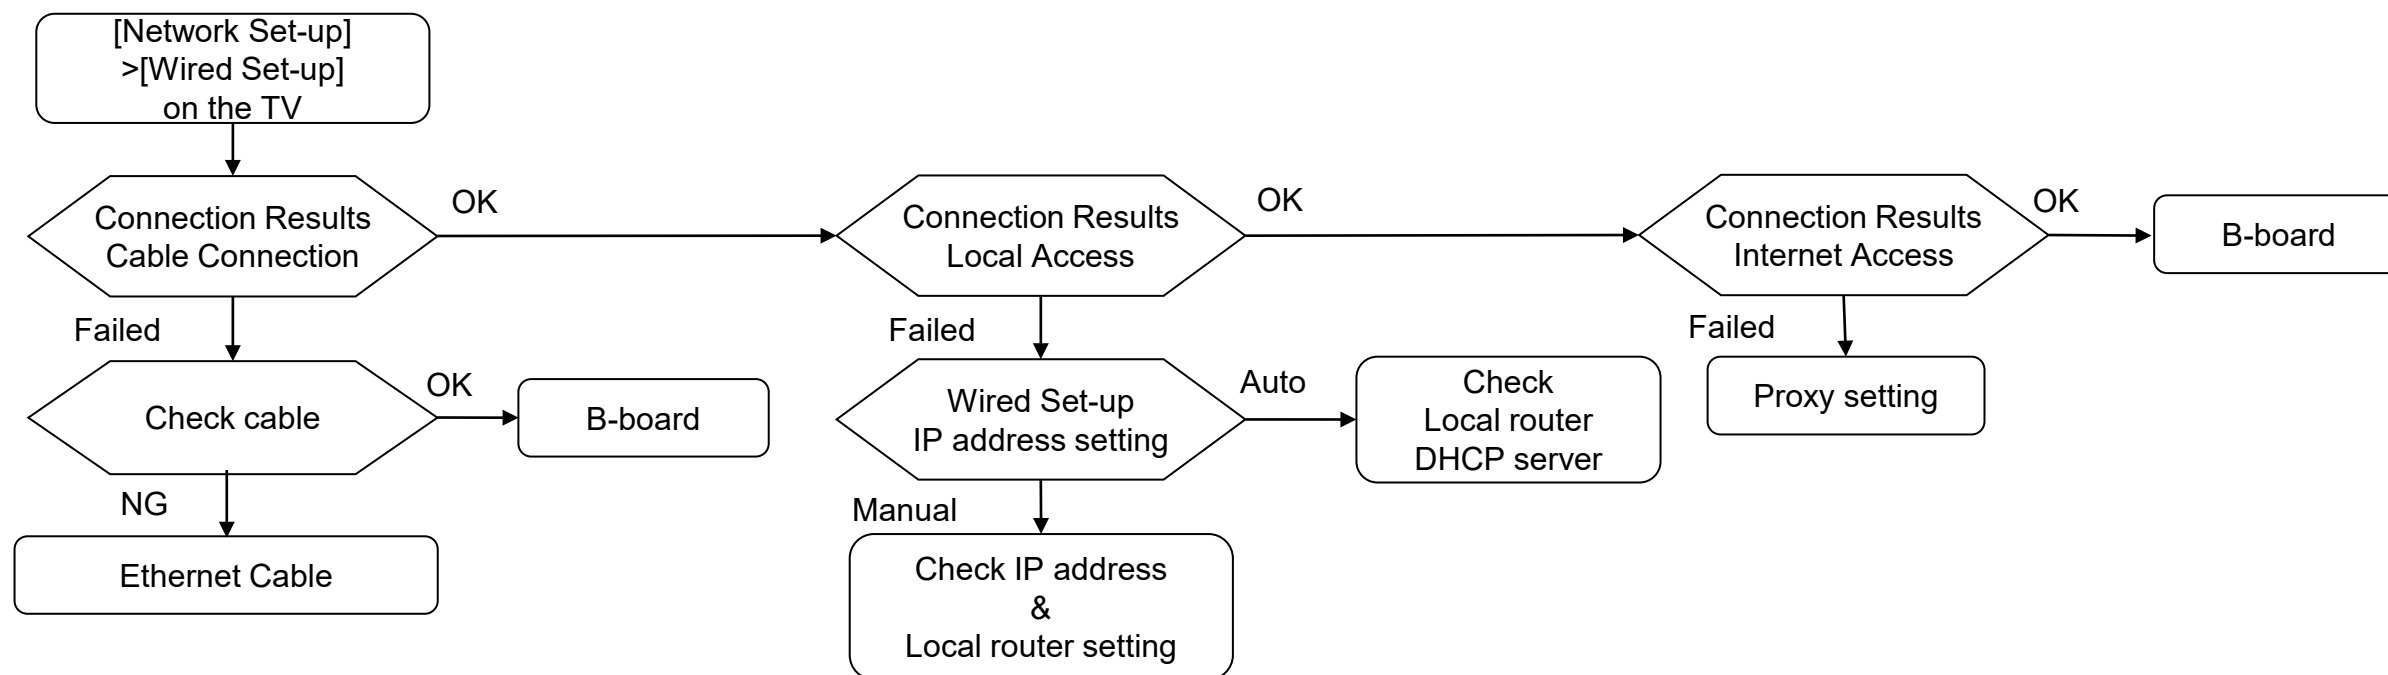 [Network Set-up]
>[Wired Set-up]
on the TV
Connection Results
Cable Connection
OK
Connection Results
Local Access
OK
Connection Results
Internet Access
OK
B-board
Failed
Failed
Failed
Check cable
OK
B-board
Wired Set-up
IP address setting
Auto
Check
Local router
DHCP server
Proxy setting
NG
Manual
Ethernet Cable
Check IP address
&
Local router setting